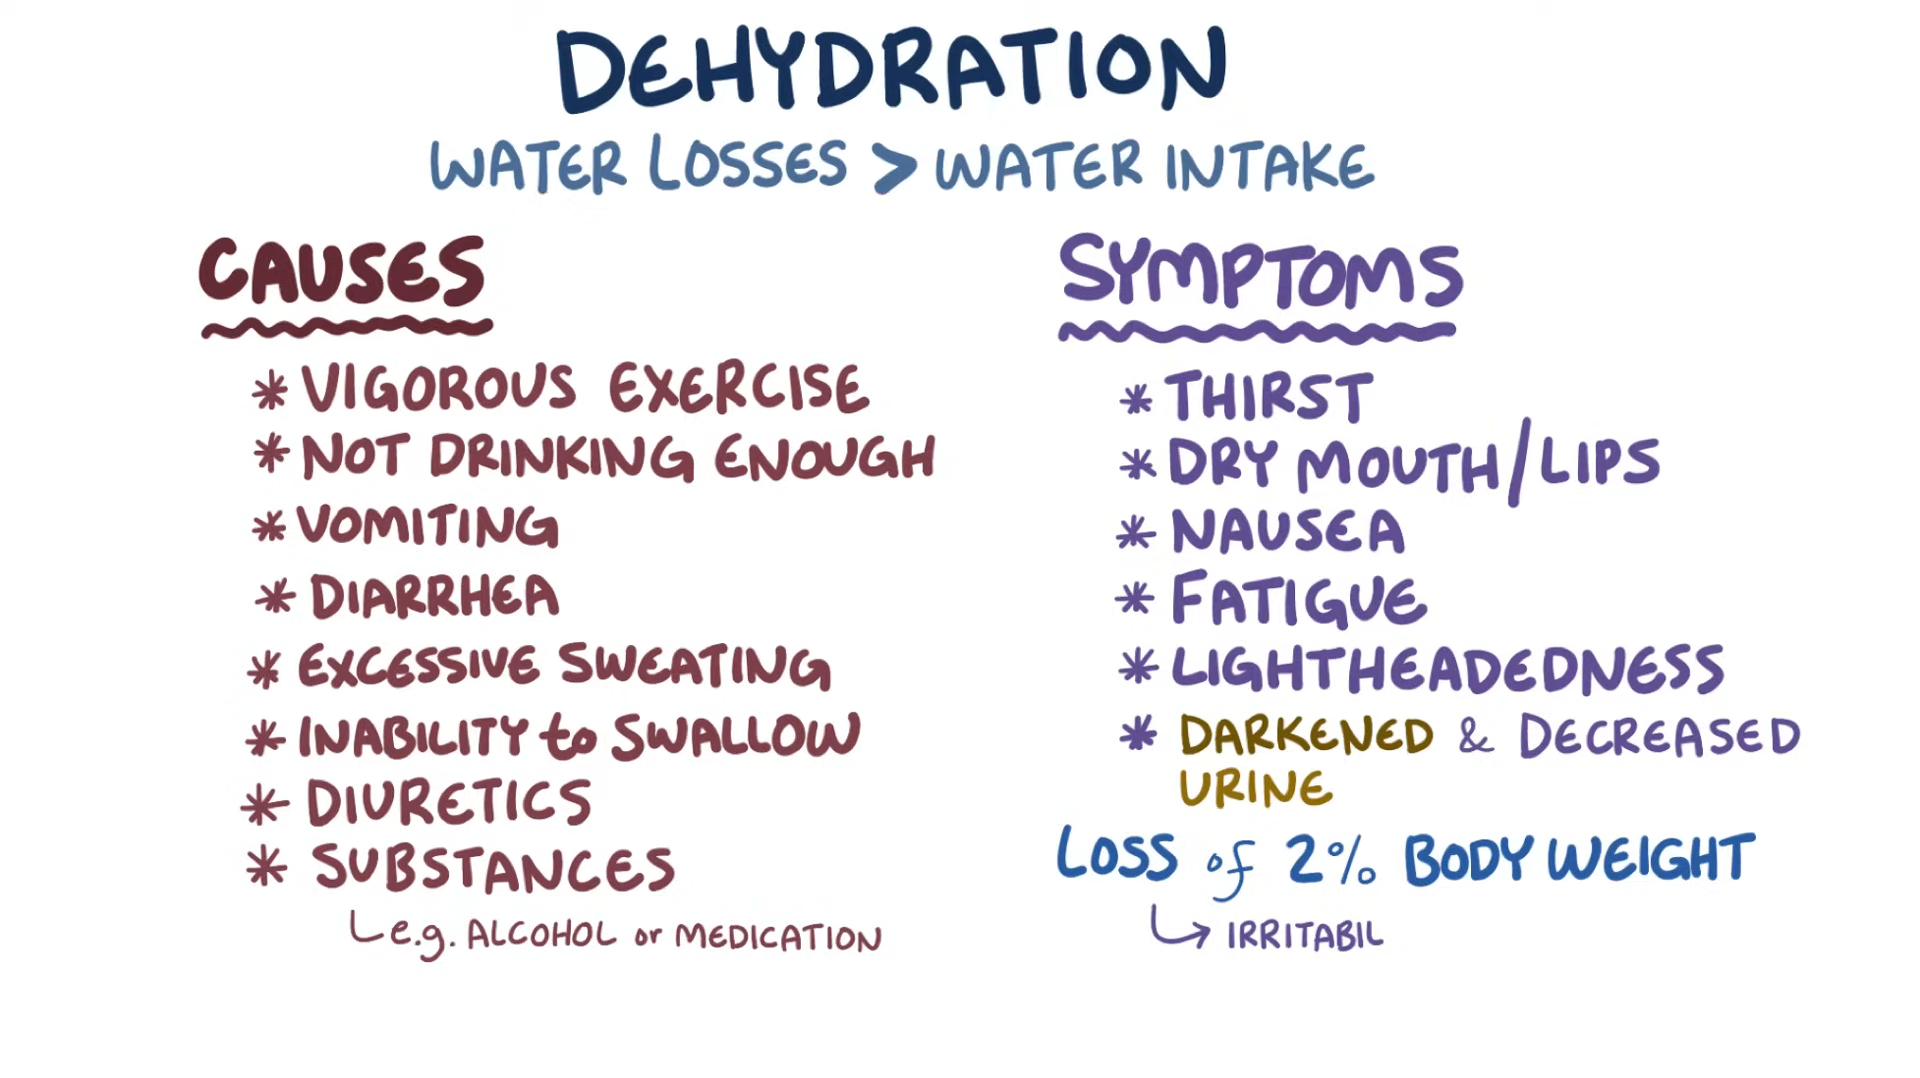 DEHYDRATION
WATER LOSSES > WATER INTAKE
CAUSES
* VIGOROUS EXERCISE
* NOT DRINKING ENOUGH
* VOMITING
* DIARRHEA
* EXCESSIVE SWEATING
* INABILITY to SWALLOW
* DIURETICS
* SUBSTANCES
e.g. ALCOHOL or MEDICATION
SYMPTOMS
* THIRST
* DRY MOUTH/LIPS
* NAUSEA
* FATIGUE
* LIGHTHEADEDNESS
* DARKENED & DECREASED
URINE
LOSS of 2% BODY WEIGHT
↳ IRRITABIL